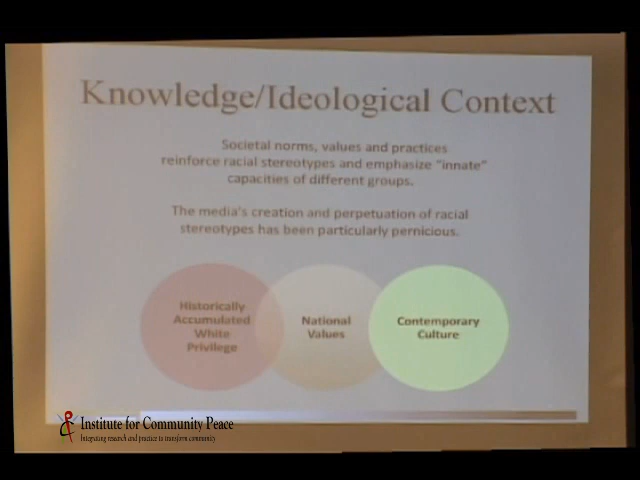 Knowledge/Ideological Context
Societal norms, values and practices
reinforce racial stereotypes and emphasize "innate"
capacities of different groups.
The media's creation and perpetuation of racial
stereotypes has been particularly pernicious.
Historically
Accumulated
White
Privilege
National
Values
Contemporary
Culture
Institute for Community Peace
Integrating research and practice to transform community